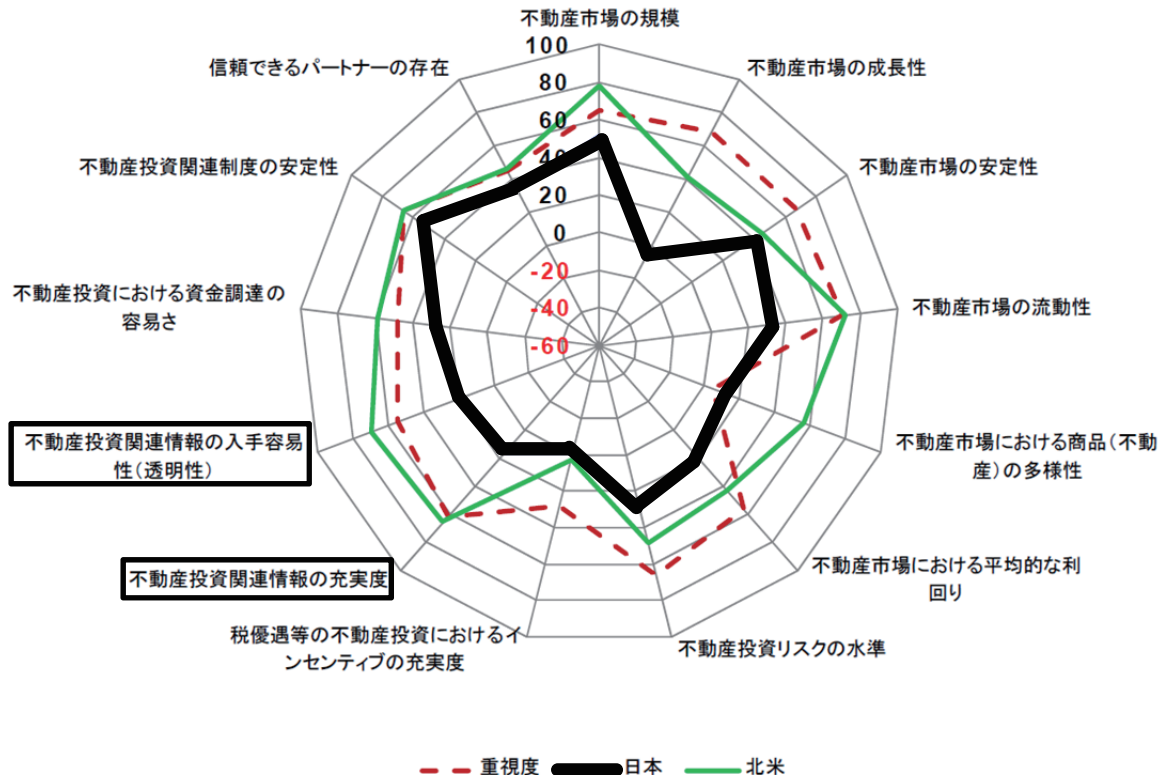 不動産市場の規模
不動産市場の成長性
不動産市場の安定性
不動産市場の流動性
不動産市場における商品(不動
産)の多様性
不動産市場における平均的な利
回り
不動産投資リスクの水準
税優遇等の不動産投資におけるイ
ンセンティブの充実度
不動産投資関連情報の充実度
不動産投資関連情報の入手容易
性(透明性)
不動産投資における資金調達の
容易さ
不動産投資関連制度の安定性
信頼できるパートナーの存在
100
80
60
40
20
0
-20
-40
-60
重視度 日本 北米